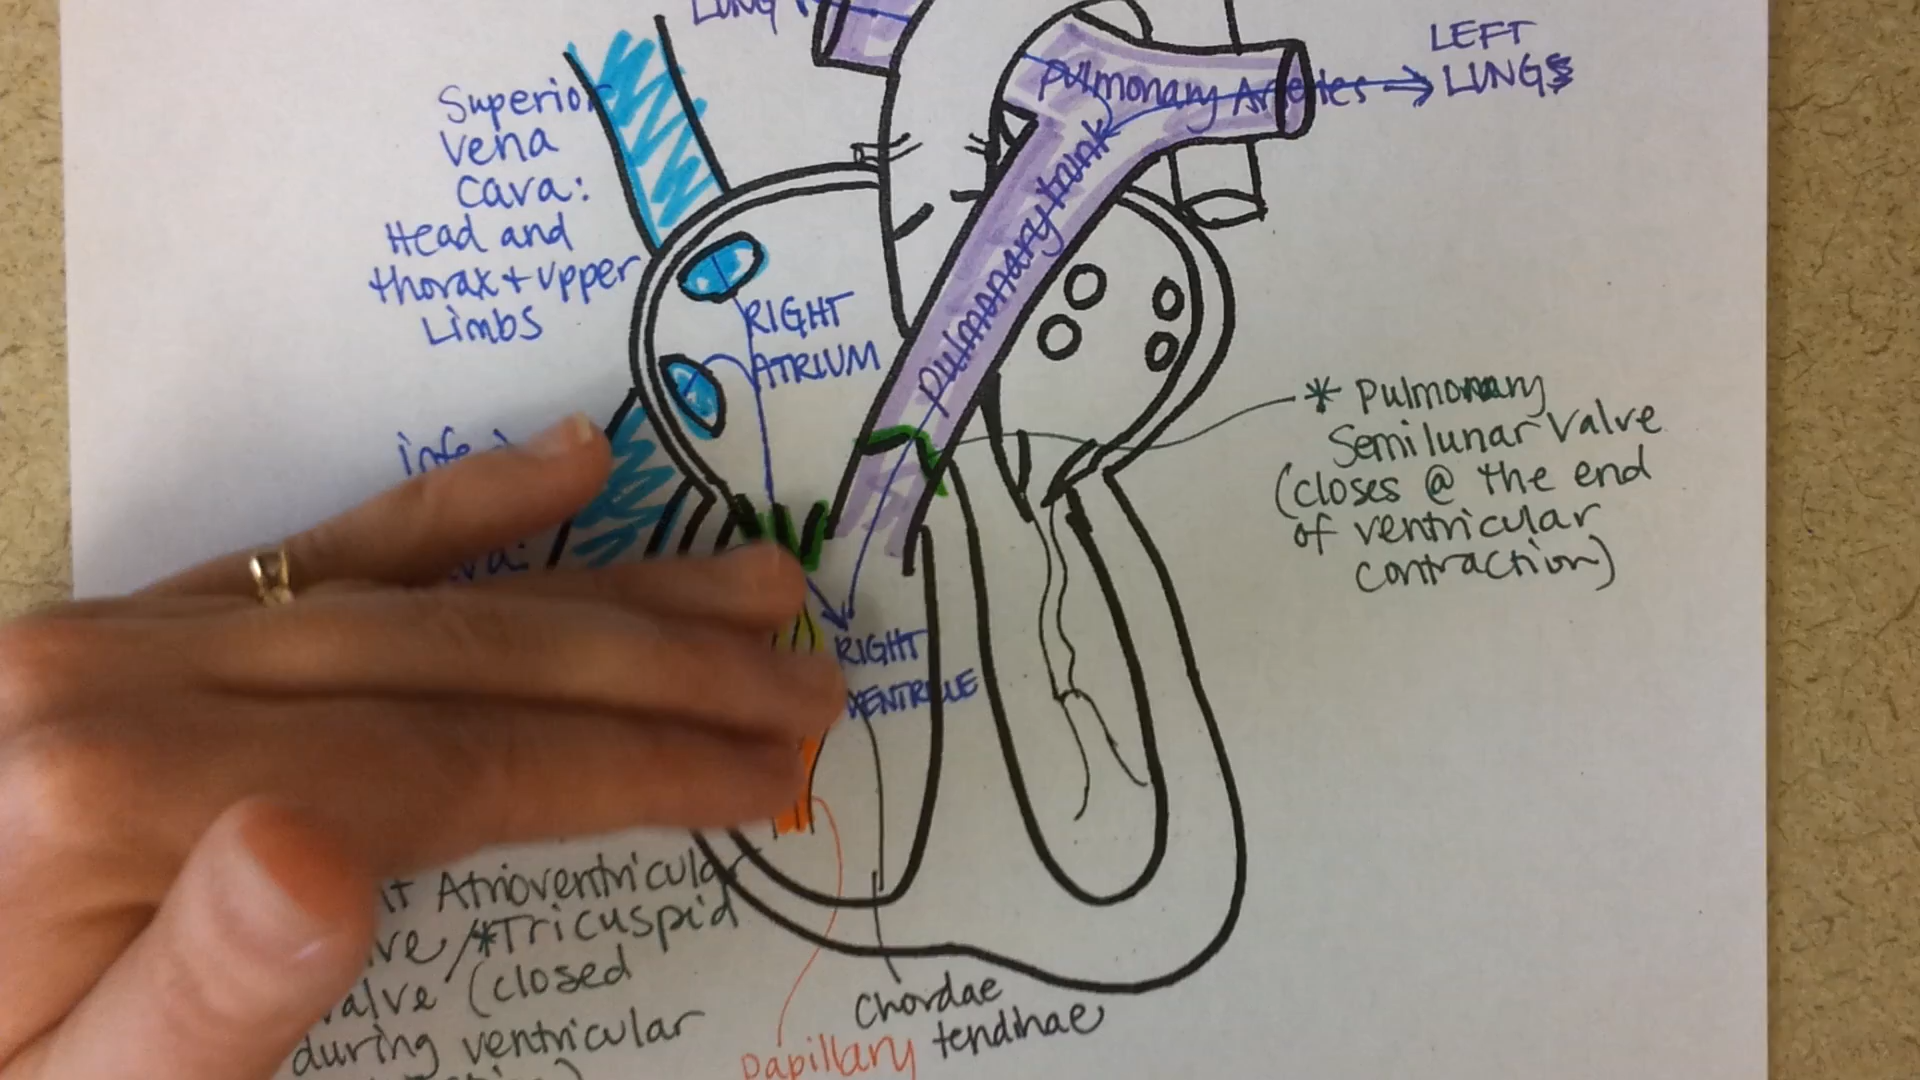 LUNG
LEFT
LUNGS
Pulmonary Arteries
Pulmonary trunk
Superior
vena
cava:
Head and
thorax + upper
Limbs
RIGHT
ATRIUM
* Pulmonary
Semilunar Valve
(closes @ the end
of ventricular
contraction)
RIGHT
VENTRICLE
Atrioventricular
/*Tricuspid
valve (closed
during ventricular
Chordae
tendinae
Papillary